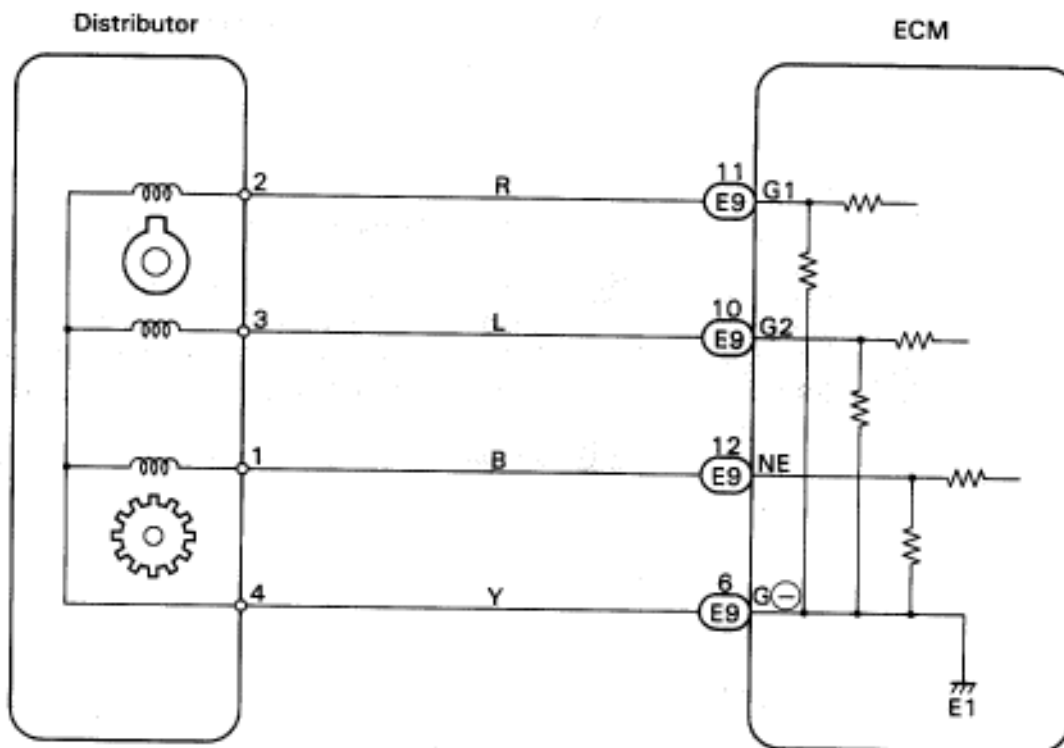 Distributor
ECM
2 R 11 E9 G1
3 L 10 E9 G2
1 B 12 E9 NE
4 Y 6 E9 G⊖
E1